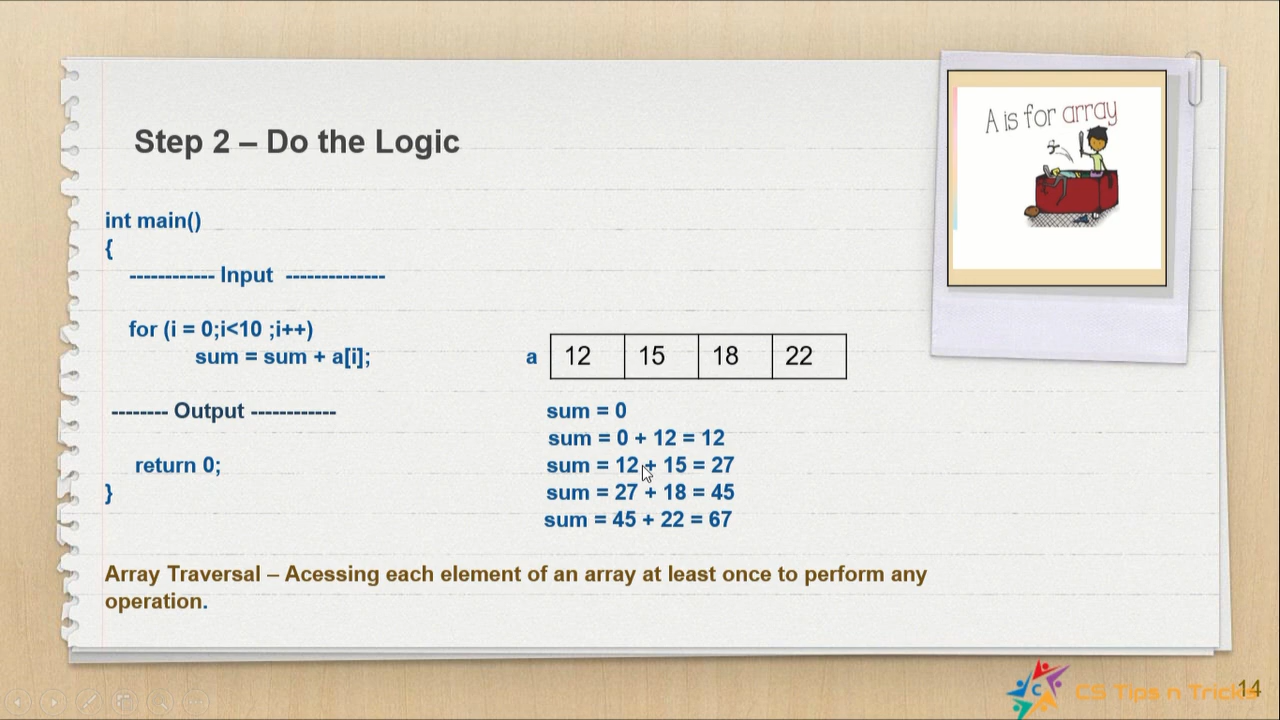 A is for array
Step 2 – Do the Logic
int main()
{
------------ Input --------------
for (i = 0;i<10 ;i++)
sum = sum + a[i];
-------- Output ------------
return 0;
}
a 12 15 18 22
sum = 0
sum = 0 + 12 = 12
sum = 12 + 15 = 27
sum = 27 + 18 = 45
sum = 45 + 22 = 67
Array Traversal – Acessing each element of an array at least once to perform any
operation.
C CS Tips n Tricks 14